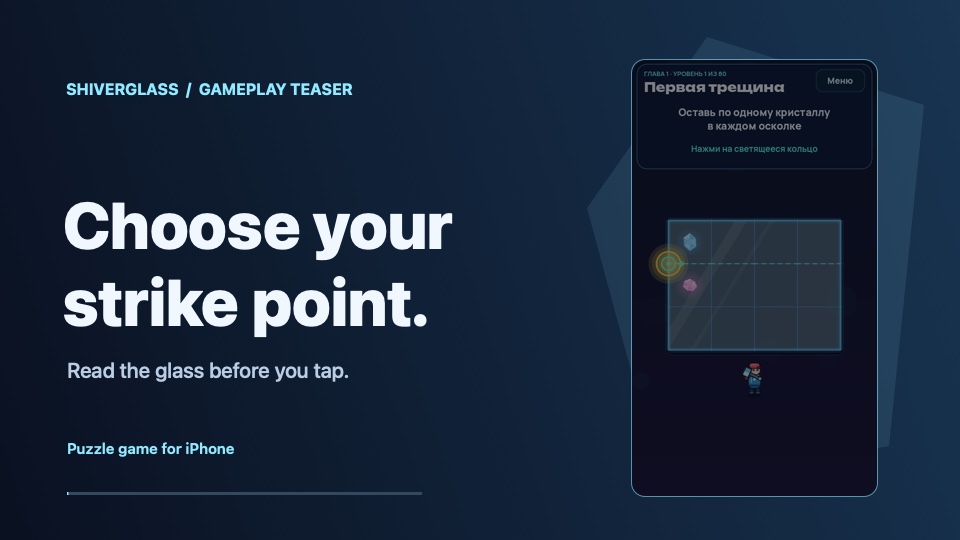 SHIVERGLASS / GAMEPLAY TEASER
Choose your
strike point.
Read the glass before you tap.
Puzzle game for iPhone
ГЛАВА 1 · УРОВЕНЬ 1 ИЗ 80
Первая трещина
Меню
Оставь по одному кристаллу
в каждом осколке
Нажми на светящееся кольцо